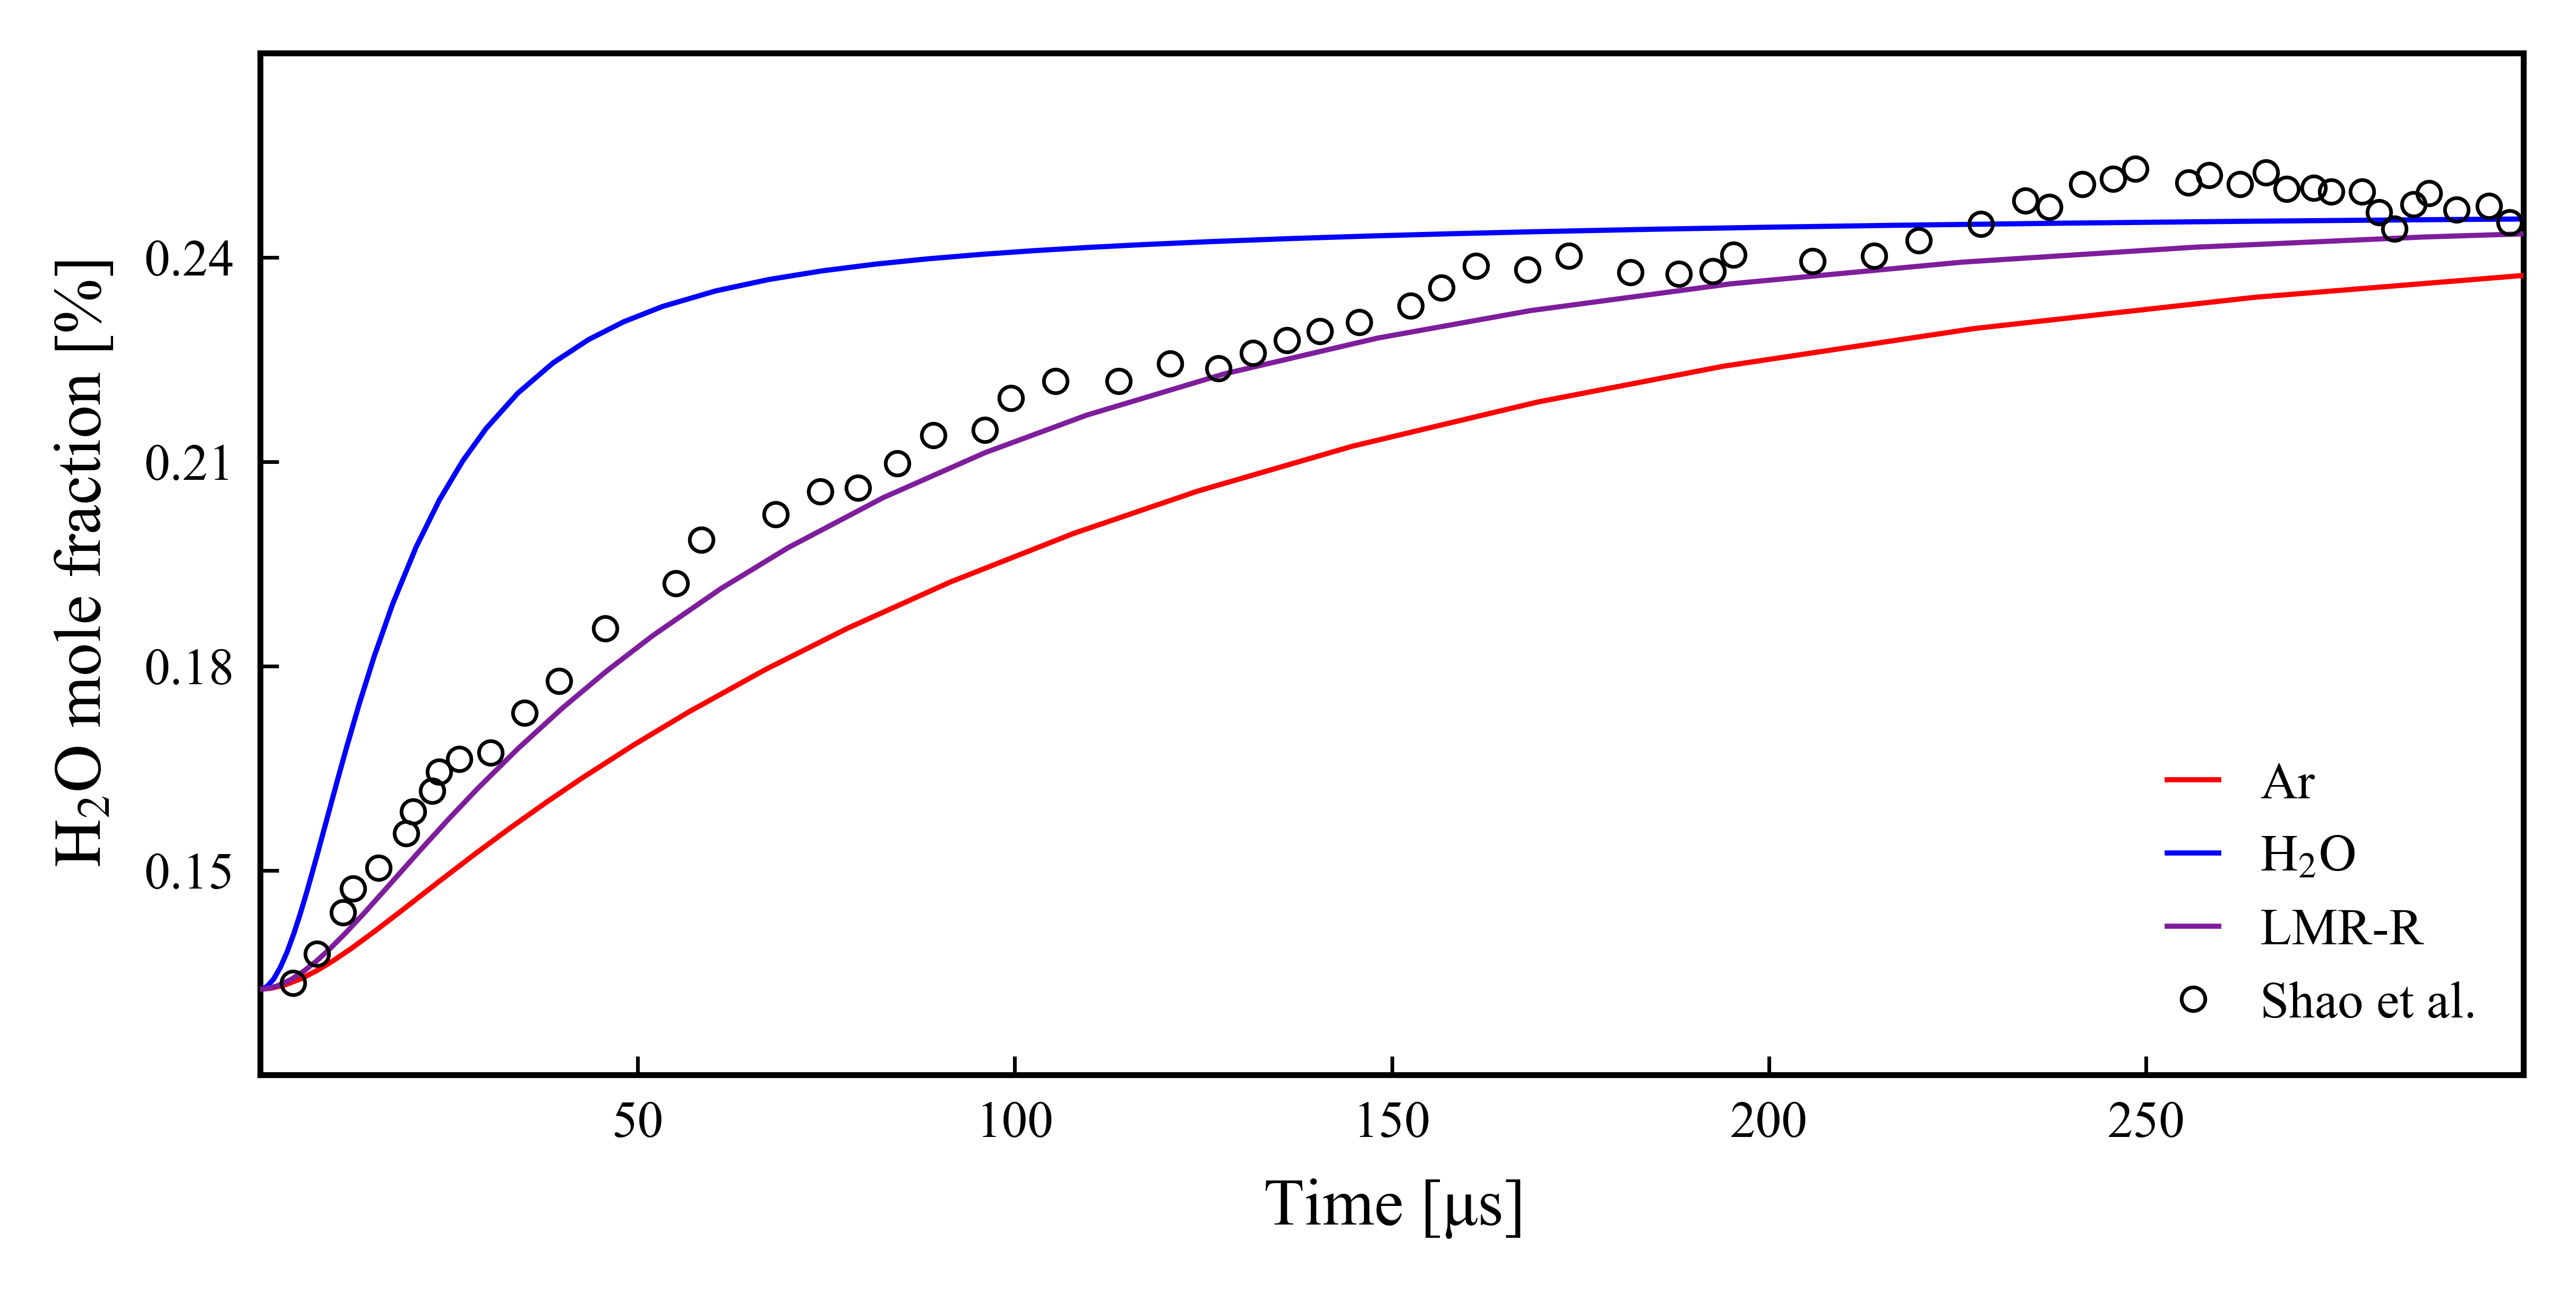 H₂O mole fraction [%]
0.24
0.21
0.18
0.15
Ar
H₂O
LMR-R
Shao et al.
50 100 150 200 250
Time [μs]